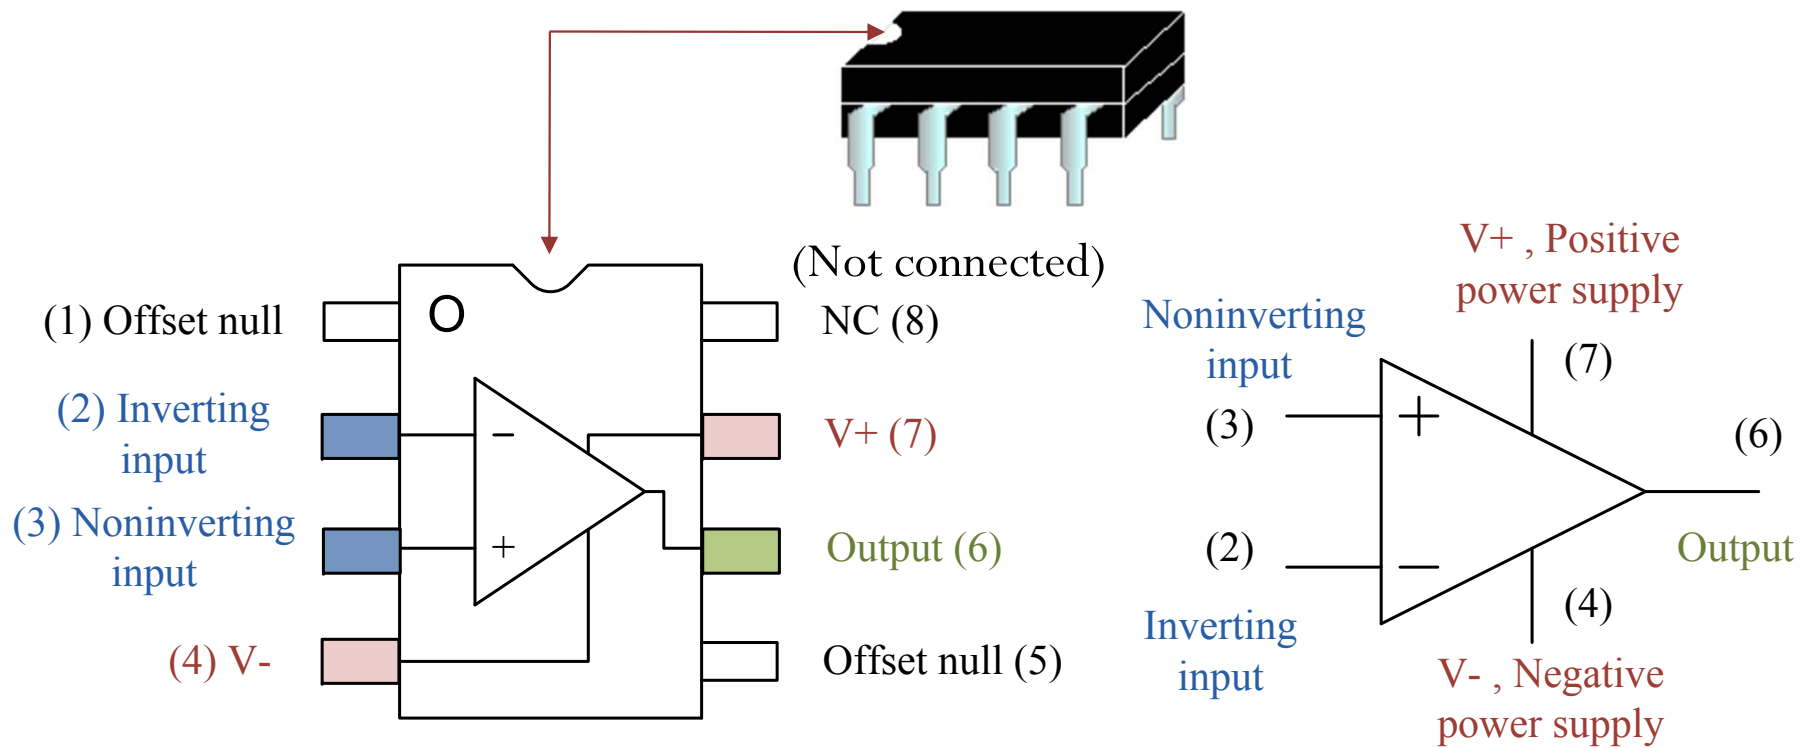 (Not connected)
(1) Offset null
O
NC (8)
(2) Inverting
input
−
V+ (7)
(3) Noninverting
input
+
Output (6)
(4) V-
Offset null (5)
V+ , Positive
power supply
(7)
Noninverting
input
(3)
+
(6)
Output
(2)
−
Inverting
input
(4)
V- , Negative
power supply